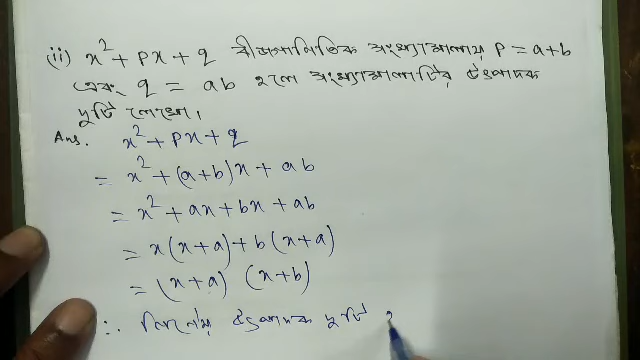 (ii) x² + px + q বীজগাণিতিক সংখ্যামালায় p = a+b
এবং q = ab হলে সংখ্যামালাটির উৎপাদক
দুটি লেখো।
Ans. x² + px + q
= x² + (a+b)x + ab
= x² + ax + bx + ab
= x(x+a) + b(x+a)
= (x+a) (x+b)
∴ নির্ণেয় উৎপাদক দুটি